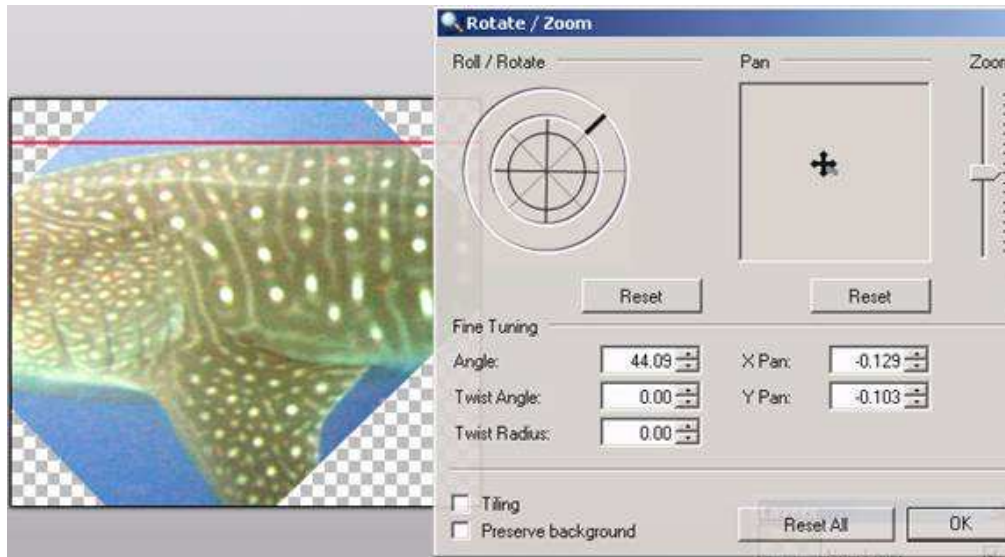 Rotate / Zoom
Roll / Rotate Pan Zoom
Reset Reset
Fine Tuning
Angle: 44.09 X Pan: -0.129
Twist Angle: 0.00 Y Pan: -0.103
Twist Radius: 0.00
Tiling
Preserve background
Reset All OK